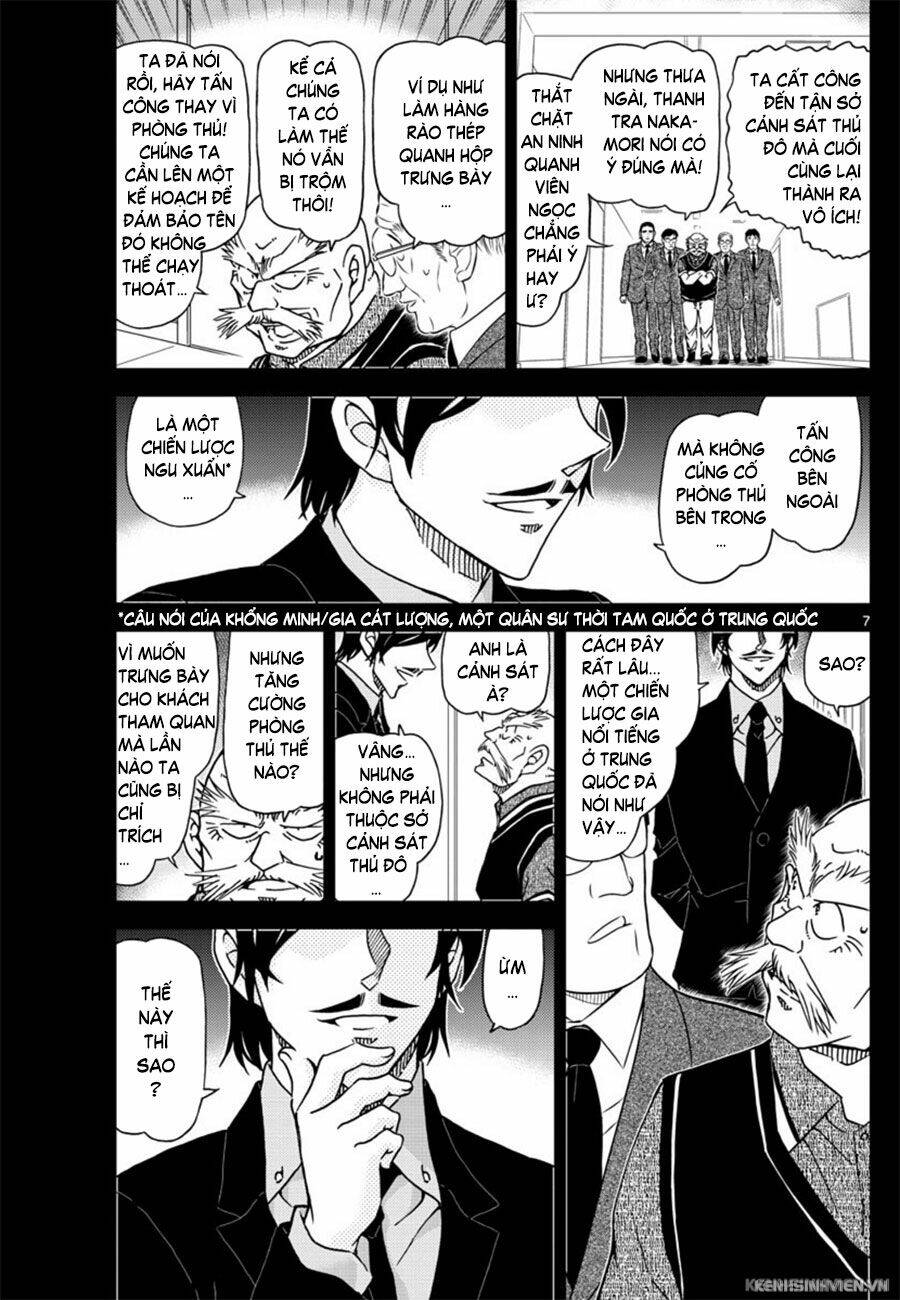 TA CẤT CÔNG
ĐẾN TẬN SỞ
CẢNH SÁT THỦ
ĐÔ MÀ CUỐI
CÙNG LẠI
THÀNH RA
VÔ ÍCH!
NHƯNG THƯA
NGÀI, THANH
TRA NAKA-
MORI NÓI CÓ
Ý ĐÚNG MÀ!
THẮT
CHẶT
AN NINH
QUANH
VIÊN
NGỌC
CHẲNG
PHẢI Ý
HAY
Ư?
VÍ DỤ NHƯ
LÀM HÀNG
RÀO THÉP
QUANH HỘP
TRƯNG BÀY
...
KỂ CẢ
CHÚNG
TA CÓ
LÀM THẾ
NÓ VẪN
BỊ TRỘM
THÔI!
TA ĐÃ NÓI
RỒI, HÃY TẤN
CÔNG THAY VÌ
PHÒNG THỦ!
CHÚNG TA
CẦN LÊN MỘT
KẾ HOẠCH ĐỂ
ĐẢM BẢO TÊN
ĐÓ KHÔNG
THỂ CHẠY
THOÁT...
TẤN
CÔNG
BÊN
NGOÀI
MÀ KHÔNG
CỦNG CỐ
PHÒNG THỦ
BÊN TRONG
...
LÀ MỘT
CHIẾN LƯỢC
NGU XUẨN*
...
*CÂU NÓI CỦA KHỔNG MINH/GIA CÁT LƯỢNG, MỘT QUÂN SƯ THỜI TAM QUỐC Ở TRUNG QUỐC
7
SAO?
CÁCH ĐÂY
RẤT LÂU...
MỘT CHIẾN
LƯỢC GIA
NỔI TIẾNG
Ở
TRUNG
QUỐC ĐÃ
NÓI NHƯ
VẬY...
ANH LÀ
CẢNH SÁT
À?
VÂNG...
NHƯNG
KHÔNG PHẢI
THUỘC SỞ
CẢNH SÁT
THỦ ĐÔ
...
NHƯNG
TĂNG
CƯỜNG
PHÒNG
THỦ THẾ
NÀO?
VÌ MUỐN
TRƯNG BÀY
CHO KHÁCH
THAM QUAN
MÀ LẦN
NÀO TA
CŨNG BỊ
CHỈ
TRÍCH
...
ỪM
...
THẾ
NÀY
THÌ
SAO
?
KENHSINHVIEN.VN